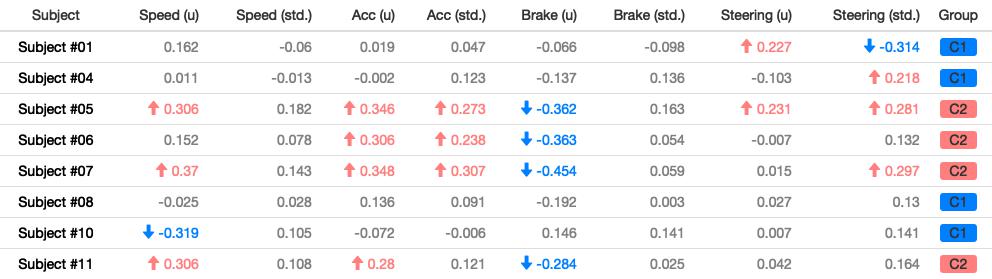 Subject Speed (u) Speed (std.) Acc (u) Acc (std.) Brake (u) Brake (std.) Steering (u) Steering (std.) Group
Subject #01 0.162 -0.06 0.019 0.047 -0.066 -0.098 0.227 -0.314 C1
Subject #04 0.011 -0.013 -0.002 0.123 -0.137 0.136 -0.103 0.218 C1
Subject #05 0.306 0.182 0.346 0.273 -0.362 0.163 0.231 0.281 C2
Subject #06 0.152 0.078 0.306 0.238 -0.363 0.054 -0.007 0.132 C2
Subject #07 0.37 0.143 0.348 0.307 -0.454 0.059 0.015 0.297 C2
Subject #08 -0.025 0.028 0.136 0.091 -0.192 0.003 0.027 0.13 C1
Subject #10 -0.319 0.105 -0.072 -0.006 0.146 0.141 0.007 0.141 C1
Subject #11 0.306 0.108 0.28 0.121 -0.284 0.025 0.042 0.164 C2